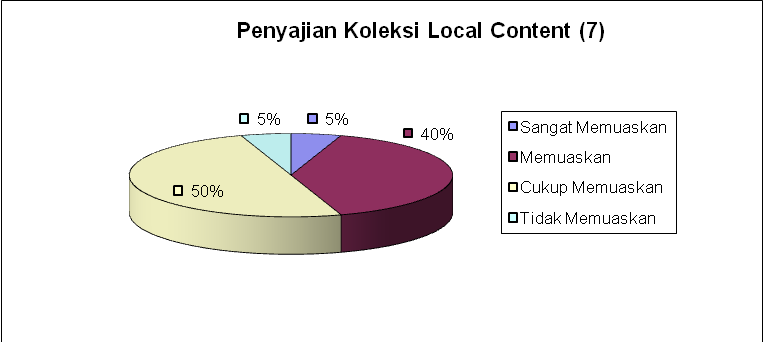 Penyajian Koleksi Local Content (7)
5%
5%
40%
50%
Sangat Memuaskan
Memuaskan
Cukup Memuaskan
Tidak Memuaskan